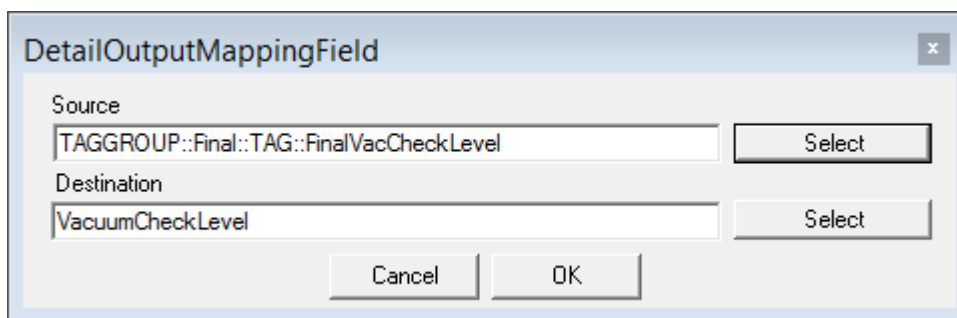 DetailOutputMappingField
x
Source
TAGGROUP::Final::TAG::FinalVacCheckLevel
Select
Destination
VacuumCheckLevel
Select
Cancel
OK